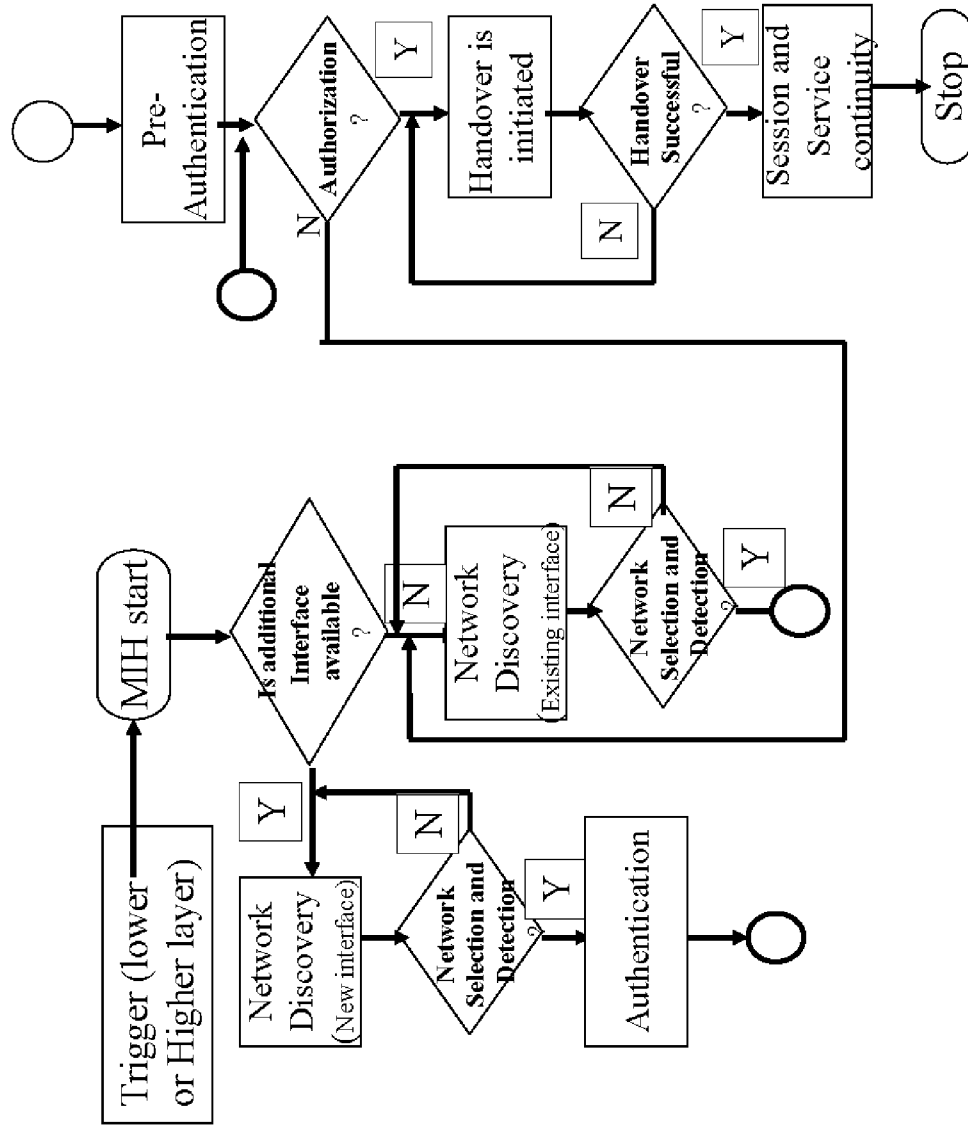 Trigger (lower
or Higher layer)
MIH start
Is additional
Interface
available
?
Y
N
Network
Discovery
(New interface)
Network
Selection and
Detection
?
N
Y
Authentication
Network
Discovery
(Existing interface)
Network
Selection and
Detection
?
N
Y
Pre-
Authentication
Authorization
?
Y
N
Handover is
initiated
Handover
Successful
?
Y
N
Session and
Service
continuity
Stop